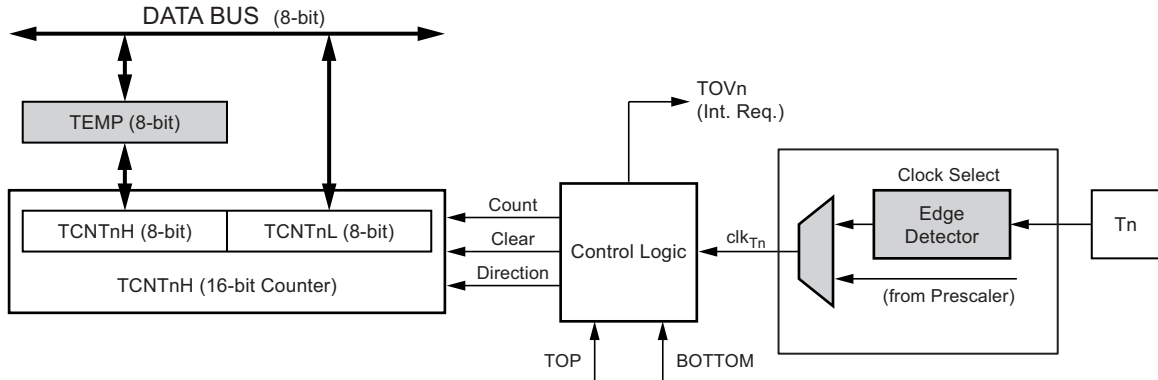 DATA BUS (8-bit)
TOVn
(Int. Req.)
TEMP (8-bit)
Clock Select
Count
Edge
Detector
Tn
TCNTnH (8-bit) TCNTnL (8-bit)
Clear
Control Logic
clkTn
Direction
TCNTnH (16-bit Counter)
(from Prescaler)
TOP
BOTTOM